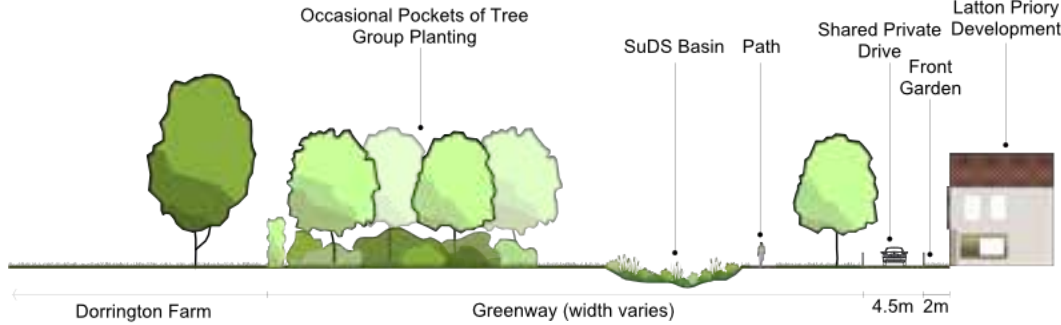 Occasional Pockets of Tree
Group Planting
SuDS Basin
Path
Shared Private
Drive
Front
Garden
Latton Priory
Development
Dorrington Farm
Greenway (width varies)
4.5m
2m